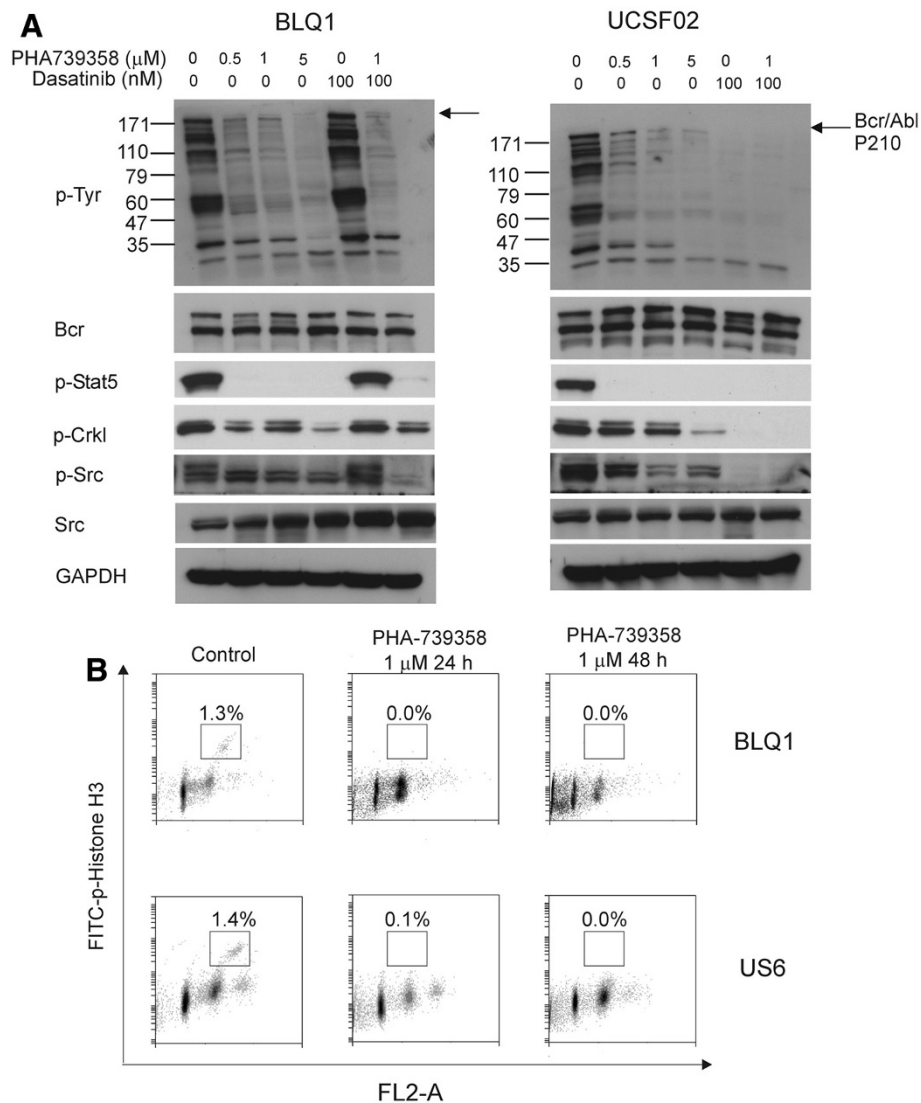 A
BLQ1
UCSF02
PHA739358 (μM) 0 0.5 1 5 0 1
Dasatinib (nM) 0 0 0 0 100 100
0 0.5 1 5 0 1
0 0 0 0 100 100
p-Tyr
171
110
79
60
47
35
171
110
79
60
47
35
Bcr/Abl
P210
Bcr
p-Stat5
p-Crkl
p-Src
Src
GAPDH
B
Control
PHA-739358
1 μM 24 h
PHA-739358
1 μM 48 h
1.3%
0.0%
0.0%
BLQ1
1.4%
0.1%
0.0%
US6
FITC-p-Histone H3
FL2-A